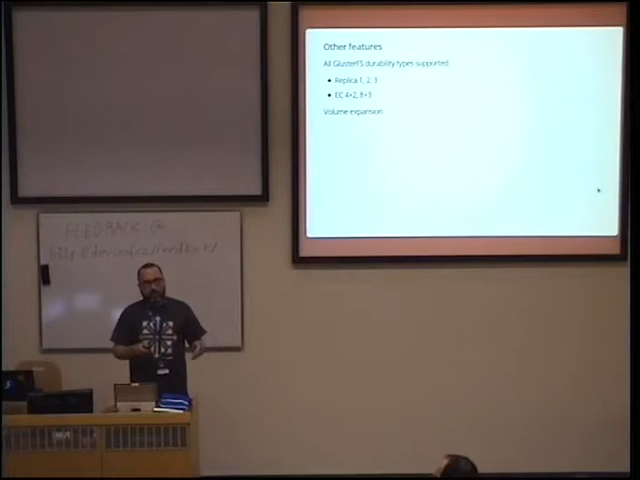 Other features
All GlusterFS durability types supported
Replica 1, 2, 3
EC 4+2, 8+3
Volume expansion
FEEDBACK @